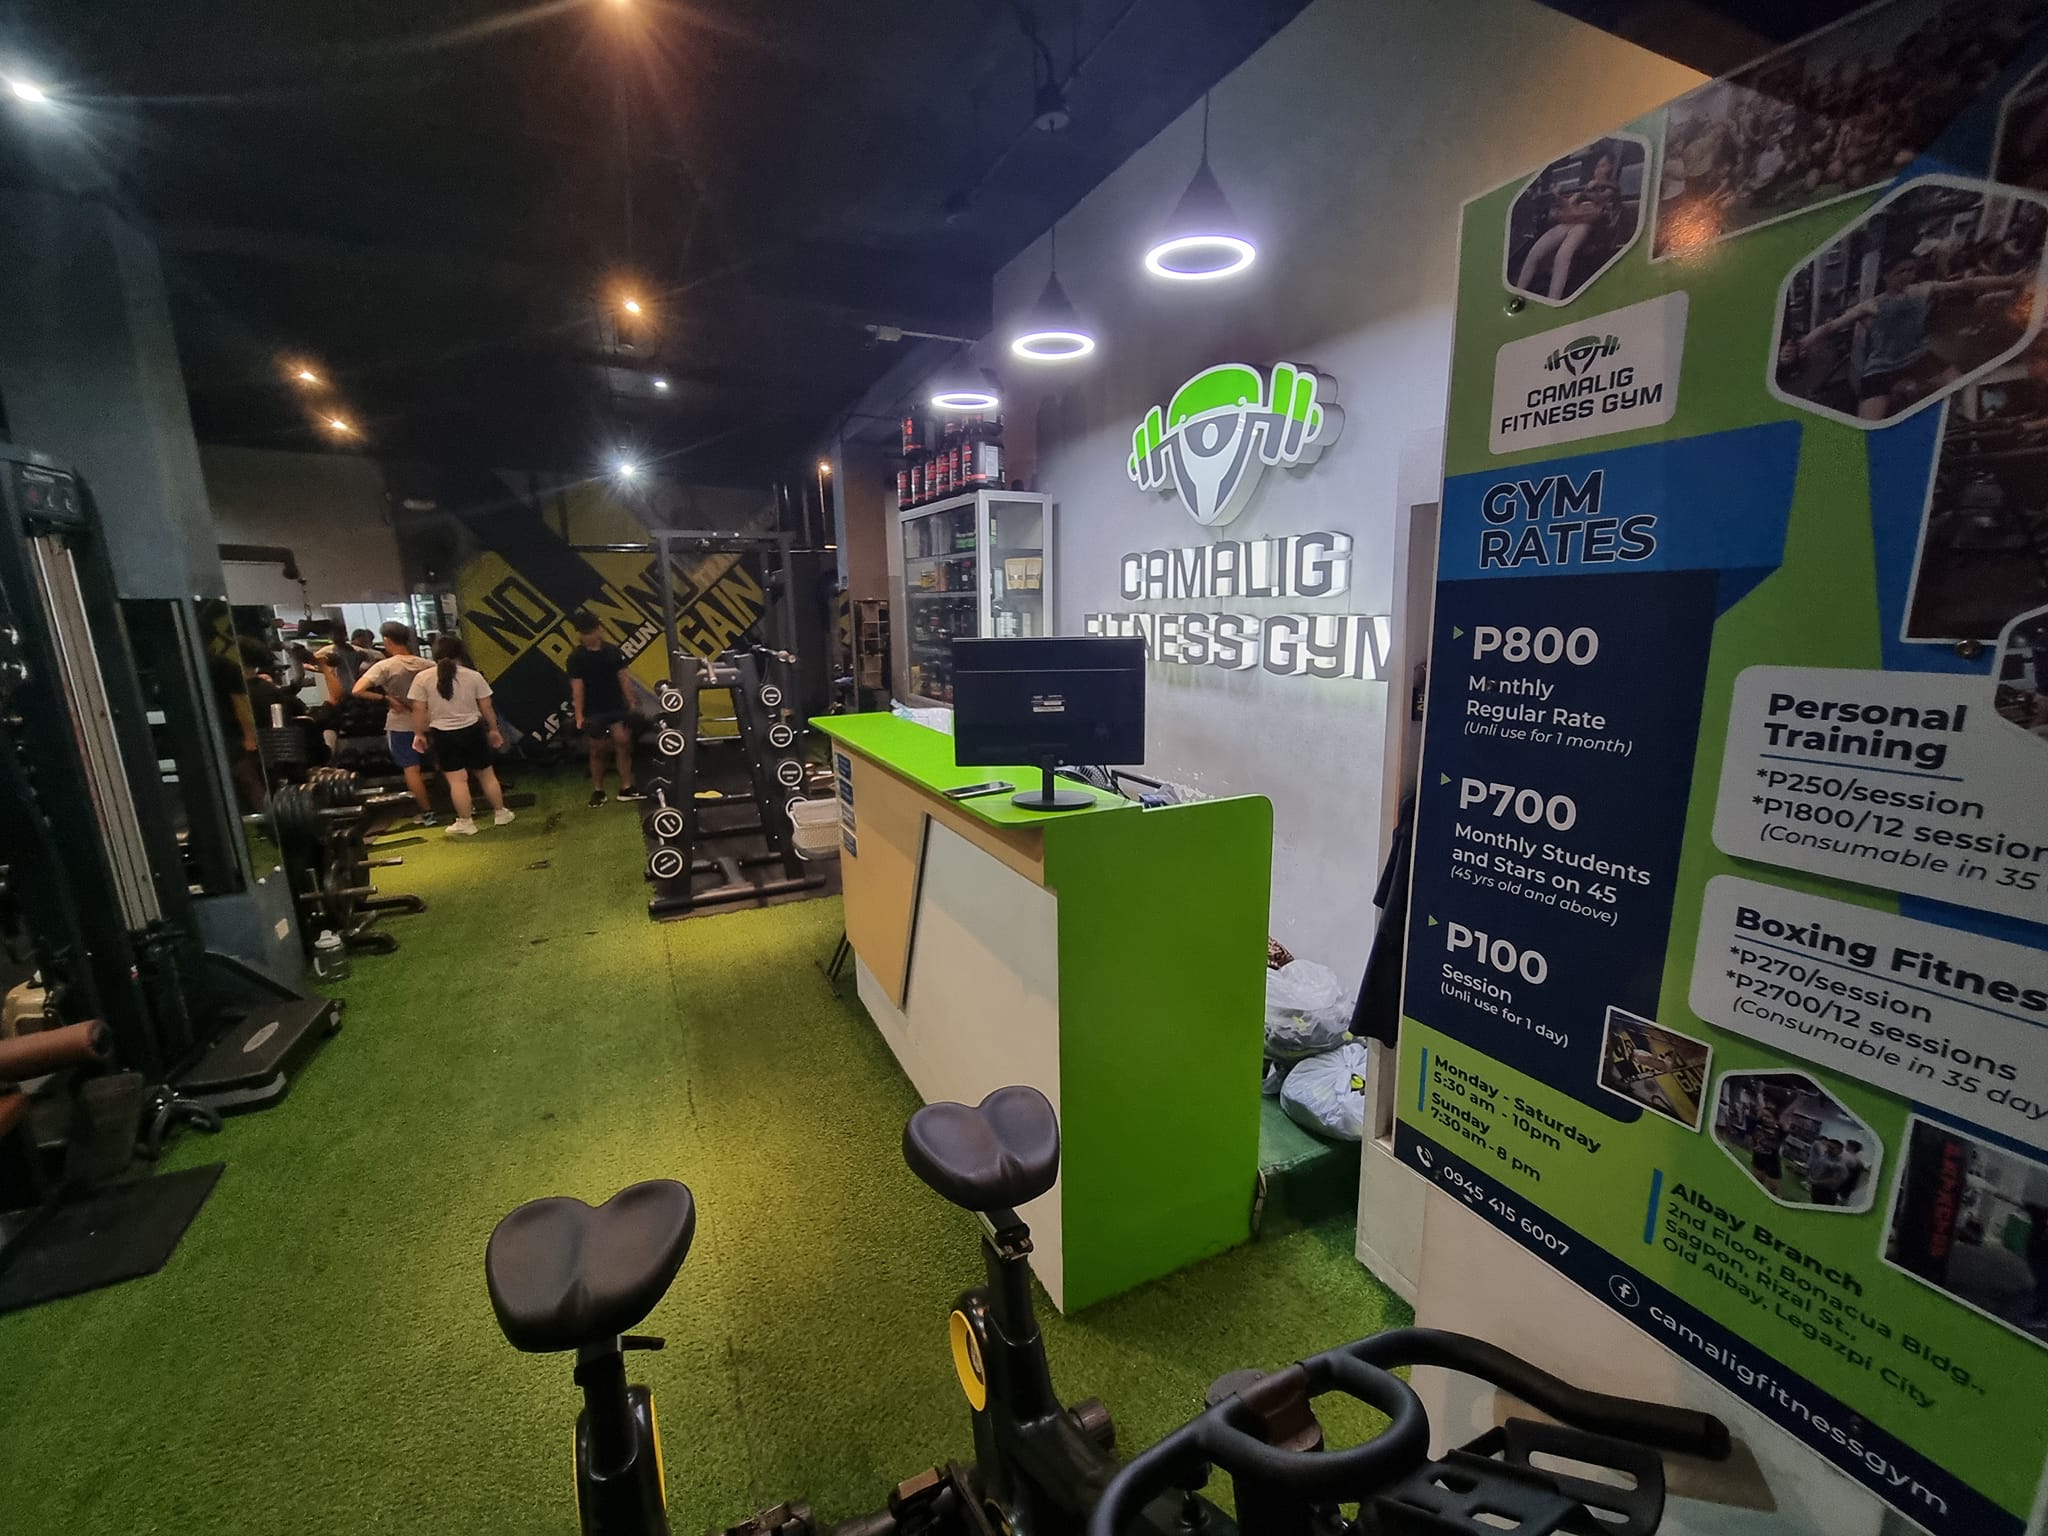 NO
PAIN NO
GAIN
RUN
CAMALIG
FITNESS GYM
CAMALIG
FITNESS GYM
GYM
RATES
P800
Monthly
Regular Rate
(Unli use for 1 month)
P700
Monthly Students
and Stars on 45
(45 yrs old and above)
P100
Session
(Unli use for 1 day)
Monday - Saturday
5:30 am - 10pm
Sunday
7:30am - 8 pm
0945 415 6007
Personal
Training
*P250/session
*P1800/12 session
(Consumable in 35
Boxing Fitness
*P270/session
*P2700/12 sessions
(Consumable in 35 day
Albay Branch
2nd Floor, Bonacua Bldg.,
Sagpon, Rizal St.,
Old Albay, Legazpi City
f camaligfitnessgym